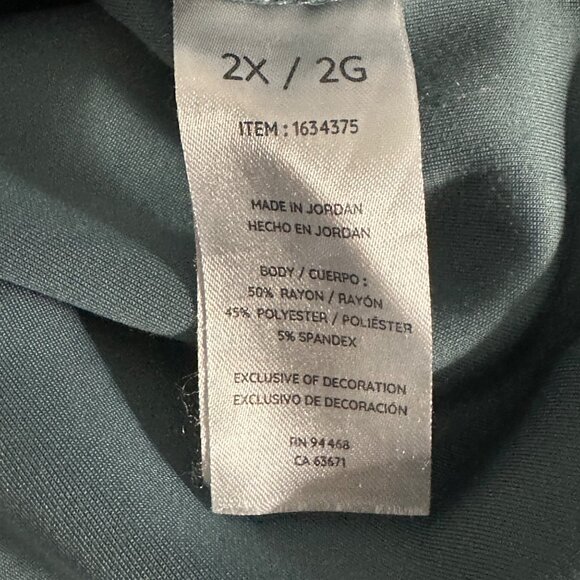 2X / 2G
ITEM : 1634375
MADE IN JORDAN
HECHO EN JORDAN
BODY / CUERPO :
50% RAYON / RAYÓN
45% POLYESTER / POLIÉSTER
5% SPANDEX
EXCLUSIVE OF DECORATION
EXCLUSIVO DE DECORACIÓN
RN 94468
CA 63671